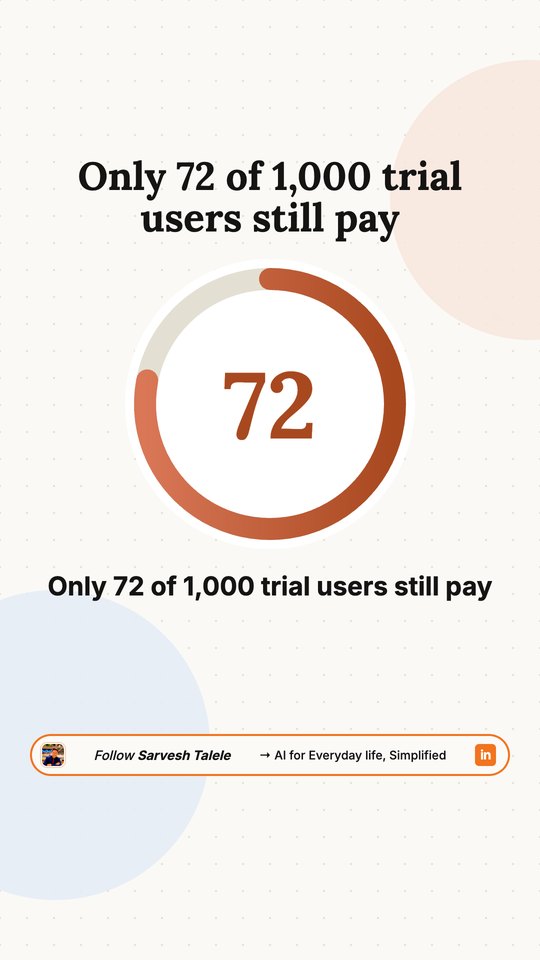 Only 72 of 1,000 trial
users still pay
72
Only 72 of 1,000 trial users still pay
Follow Sarvesh Talele → AI for Everyday life, Simplified in